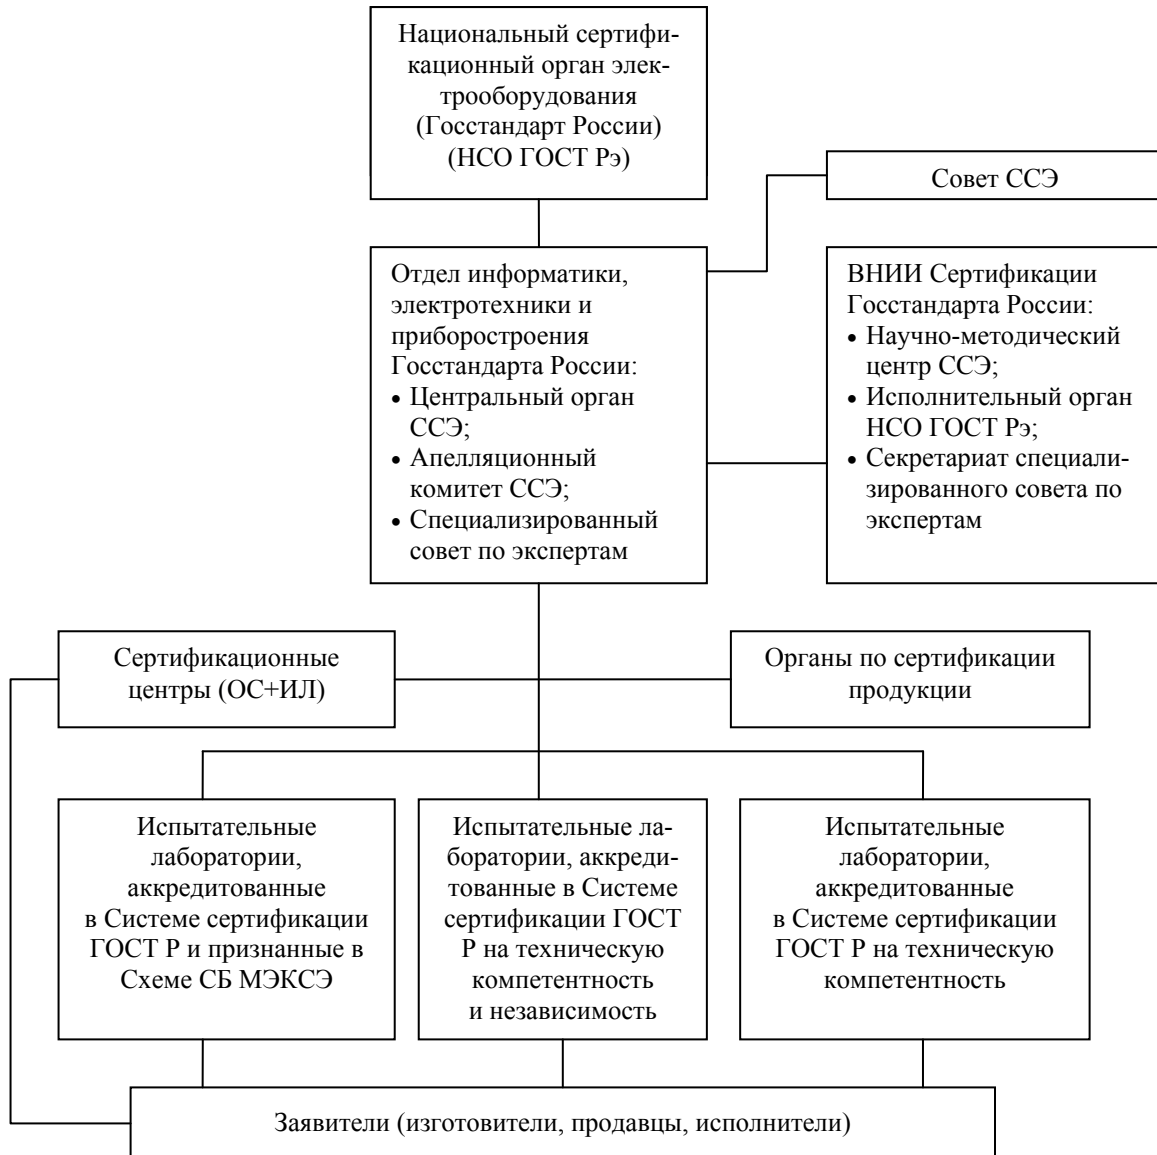 Национальный сертифи-
кационный орган элек-
трооборудования
(Госстандарт России)
(НСО ГОСТ Рэ)
Совет ССЭ
Отдел информатики,
электротехники и
приборостроения
Госстандарта России:
• Центральный орган
ССЭ;
• Апелляционный
комитет ССЭ;
• Специализированный
совет по экспертам
ВНИИ Сертификации
Госстандарта России:
• Научно-методический
центр ССЭ;
• Исполнительный орган
НСО ГОСТ Рэ;
• Секретариат специали-
зированного совета по
экспертам
Сертификационные
центры (ОС+ИЛ)
Органы по сертификации
продукции
Испытательные
лаборатории,
аккредитованные
в Системе сертификации
ГОСТ Р и признанные в
Схеме СБ МЭКСЭ
Испытательные ла-
боратории, аккреди-
тованные в Системе
сертификации ГОСТ
Р на техническую
компетентность
и независимость
Испытательные
лаборатории,
аккредитованные
в Системе сертификации
ГОСТ Р на техническую
компетентность
Заявители (изготовители, продавцы, исполнители)